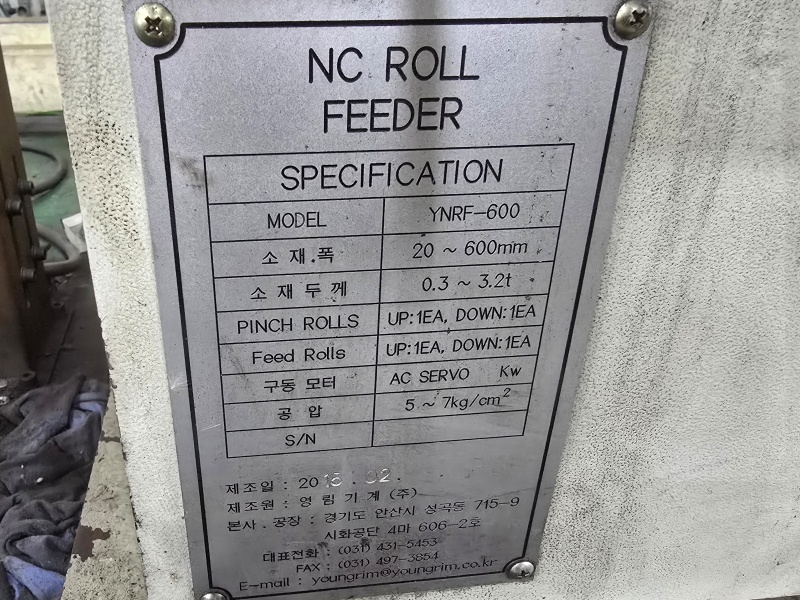 NC ROLL
FEEDER
SPECIFICATION
MODEL YNRF-600
소 재 폭 20 ~ 600mm
소 재 두 께 0.3 ~ 3.2t
PINCH ROLLS UP:1EA, DOWN:1EA
Feed Rolls UP:1EA, DOWN:1EA
구동 모터 AC SERVO Kw
공 압 5 ~ 7kg/cm²
S/N
제조일 : 2015 . 02 .
제조원 : 영 림 기 계 (주)
본사 . 공장 : 경기도 안산시 성곡동 715-9
시화공단 4마 606-2호
대표전화 : (031) 431-5453
FAX : (031) 497-3854
E-mail : youngrim@youngrim.co.kr